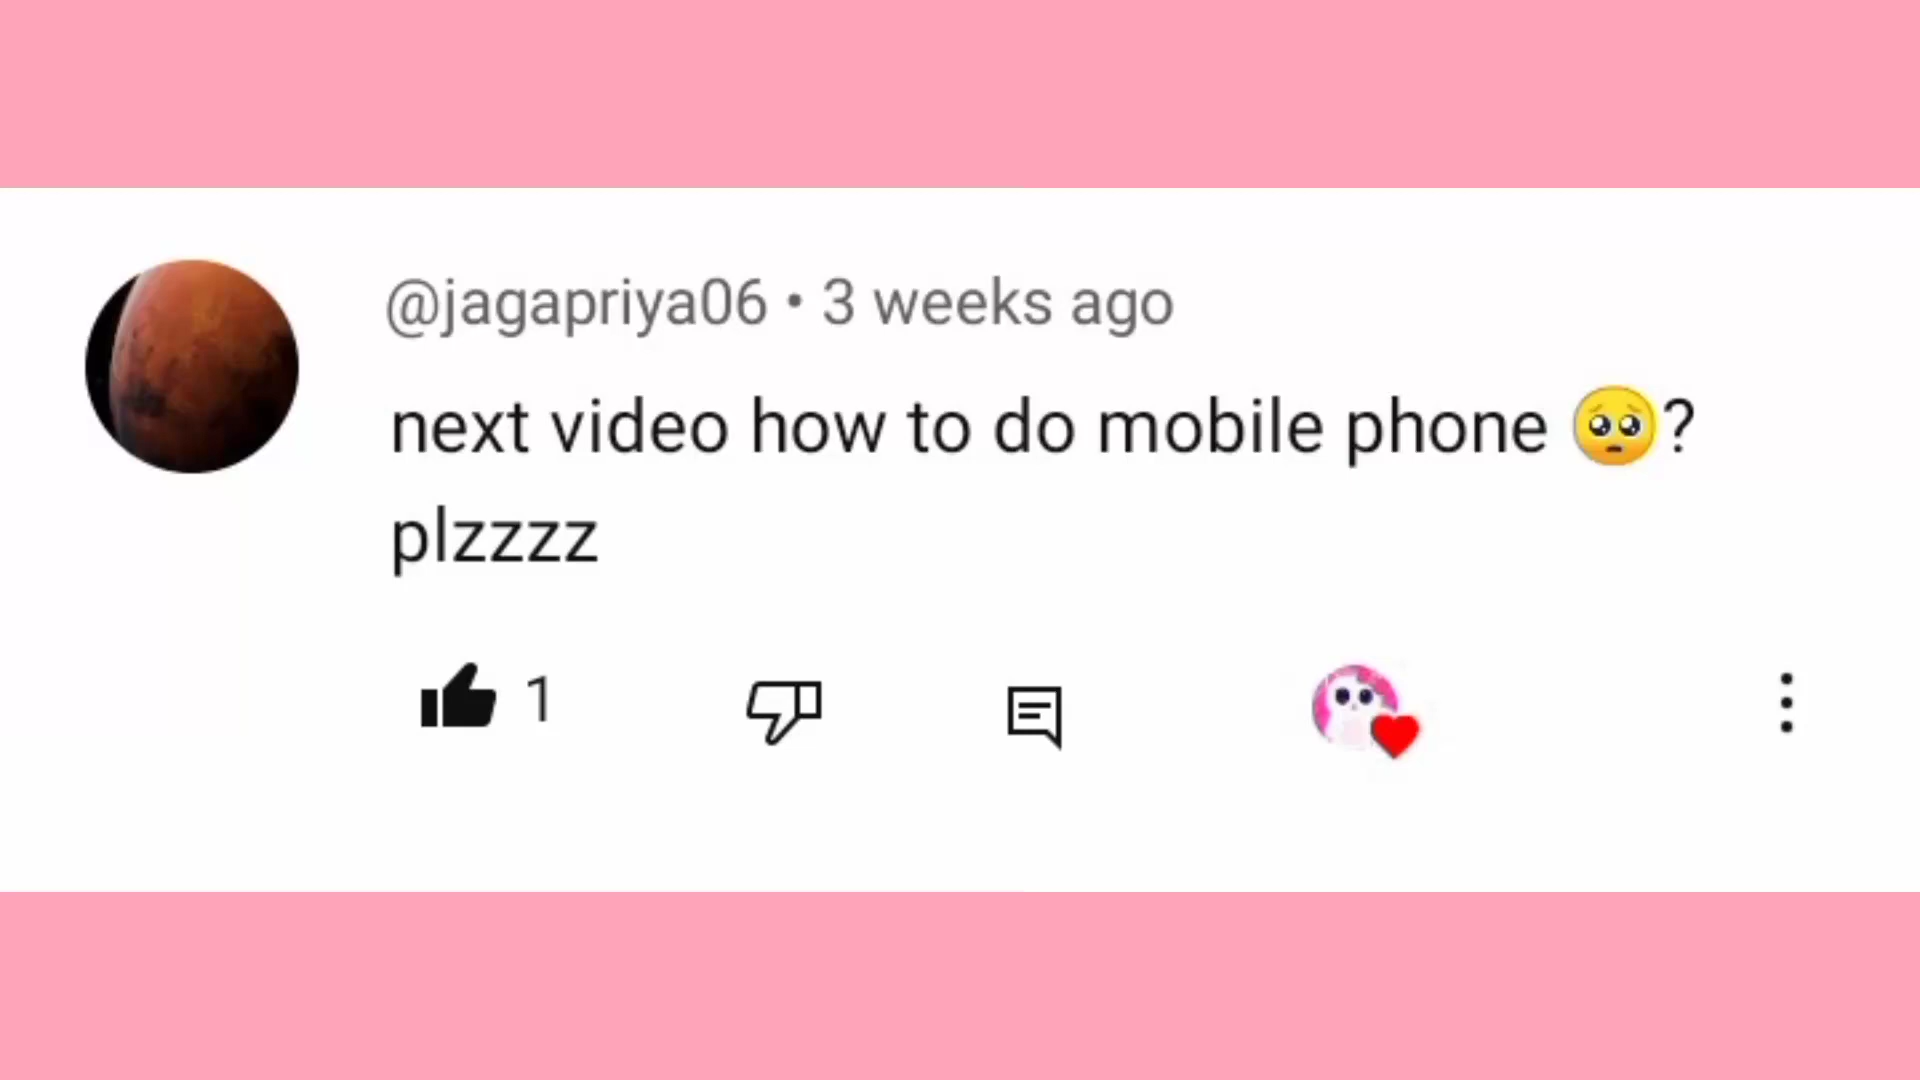 @jagapriya06 • 3 weeks ago
next video how to do mobile phone 🥺?
plzzzz
1